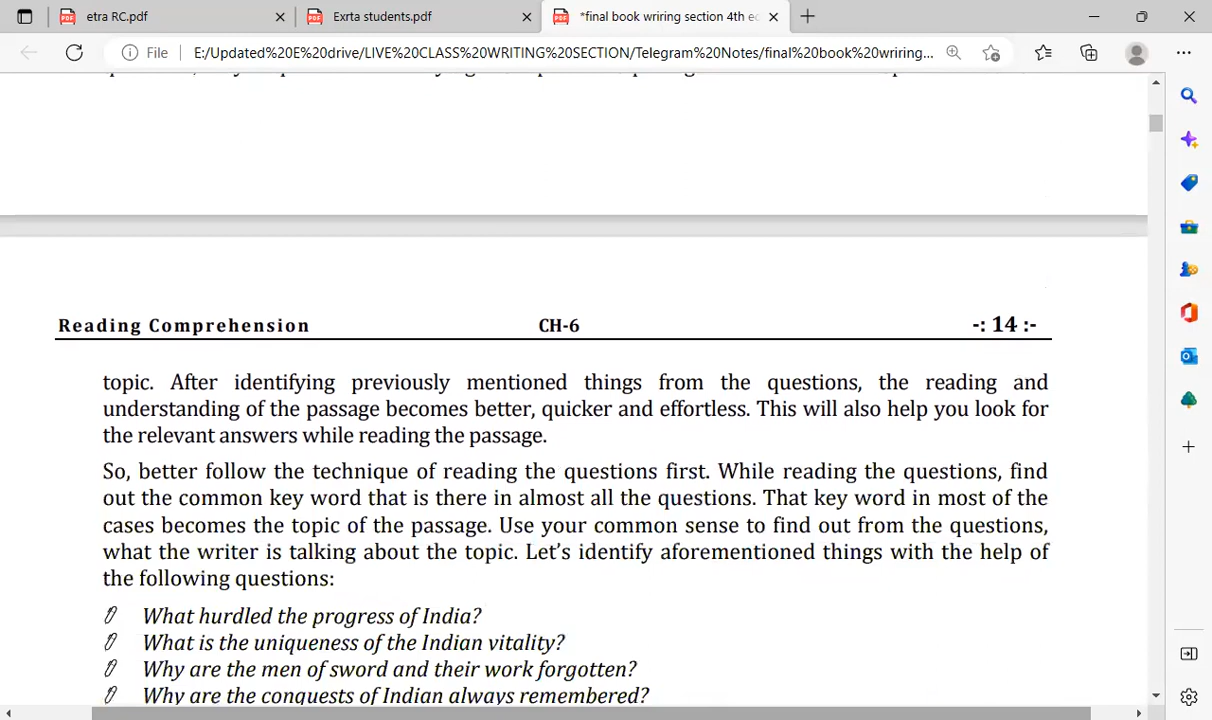 etra RC.pdf
Exrta students.pdf
*final book wriring section 4th ec
File
E:/Updated%20E%20drive/LIVE%20CLASS%20WRITING%20SECTION/Telegram%20Notes/final%20book%20wriring...
Reading Comprehension CH-6 -: 14 :-
topic. After identifying previously mentioned things from the questions, the reading and
understanding of the passage becomes better, quicker and effortless. This will also help you look for
the relevant answers while reading the passage.
So, better follow the technique of reading the questions first. While reading the questions, find
out the common key word that is there in almost all the questions. That key word in most of the
cases becomes the topic of the passage. Use your common sense to find out from the questions,
what the writer is talking about the topic. Let's identify aforementioned things with the help of
the following questions:
What hurdled the progress of India?
What is the uniqueness of the Indian vitality?
Why are the men of sword and their work forgotten?
Why are the conquests of Indian always remembered?